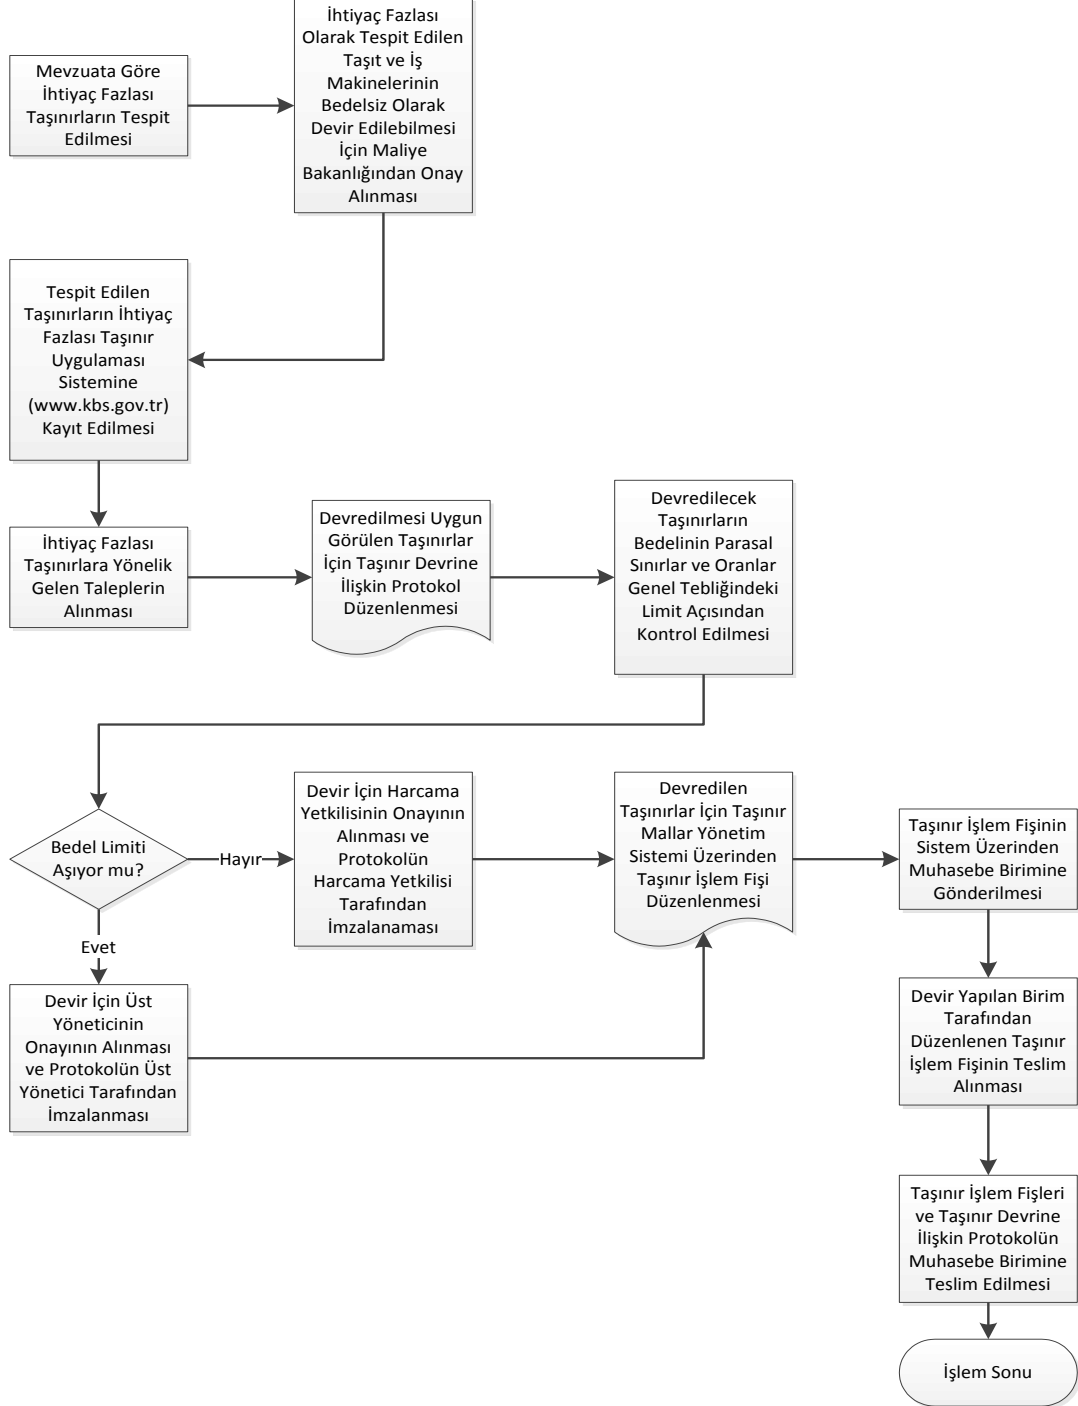 Mevzuata Göre
İhtiyaç Fazlası
Taşınırların Tespit
Edilmesi
İhtiyaç Fazlası
Olarak Tespit Edilen
Taşıt ve İş
Makinelerinin
Bedelsiz Olarak
Devir Edilebilmesi
İçin Maliye
Bakanlığından Onay
Alınması
Tespit Edilen
Taşınırların İhtiyaç
Fazlası Taşınır
Uygulaması
Sistemine
(www.kbs.gov.tr)
Kayıt Edilmesi
İhtiyaç Fazlası
Taşınırlara Yönelik
Gelen Taleplerin
Alınması
Devredilmesi Uygun
Görülen Taşınırlar
İçin Taşınır Devrine
İlişkin Protokol
Düzenlenmesi
Devredilecek
Taşınırların
Bedelinin Parasal
Sınırlar ve Oranlar
Genel Tebliğindeki
Limit Açısından
Kontrol Edilmesi
Bedel Limiti
Aşıyor mu?
Hayır
Evet
Devir İçin Harcama
Yetkilisinin Onayının
Alınması ve
Protokolün
Harcama Yetkilisi
Tarafından
İmzalanaması
Devir İçin Üst
Yöneticinin
Onayının Alınması
ve Protokolün Üst
Yönetici Tarafından
İmzalanması
Devredilen
Taşınırlar İçin Taşınır
Mallar Yönetim
Sistemi Üzerinden
Taşınır İşlem Fişi
Düzenlenmesi
Taşınır İşlem Fişinin
Sistem Üzerinden
Muhasebe Birimine
Gönderilmesi
Devir Yapılan Birim
Tarafından
Düzenlenen Taşınır
İşlem Fişinin Teslim
Alınması
Taşınır İşlem Fişleri
ve Taşınır Devrine
İlişkin Protokolün
Muhasebe Birimine
Teslim Edilmesi
İşlem Sonu